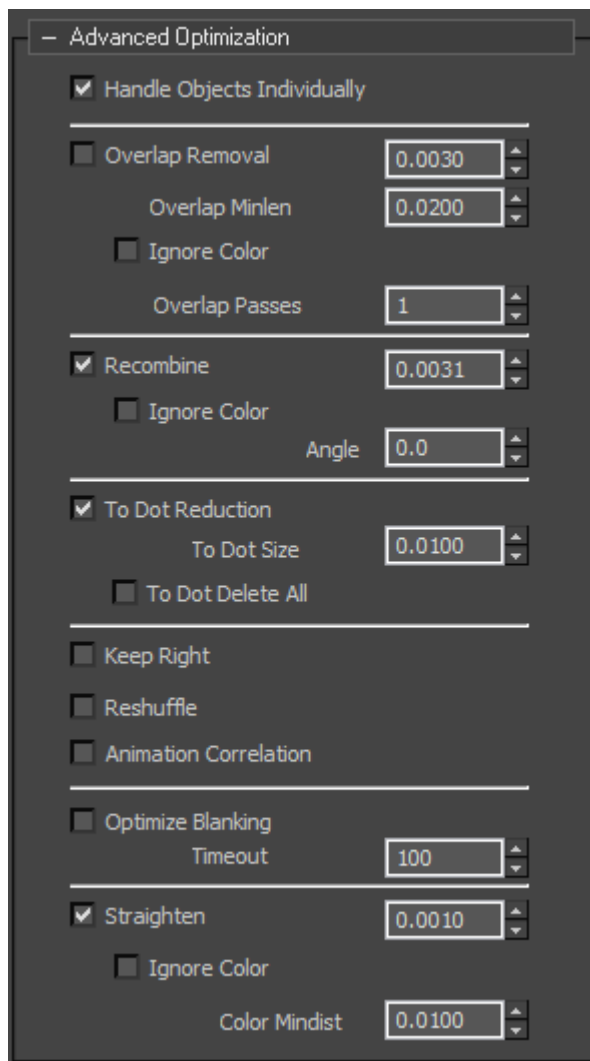 – Advanced Optimization
Handle Objects Individually
Overlap Removal 0.0030
Overlap Minlen 0.0200
Ignore Color
Overlap Passes 1
Recombine 0.0031
Ignore Color
Angle 0.0
To Dot Reduction
To Dot Size 0.0100
To Dot Delete All
Keep Right
Reshuffle
Animation Correlation
Optimize Blanking
Timeout 100
Straighten 0.0010
Ignore Color
Color Mindist 0.0100